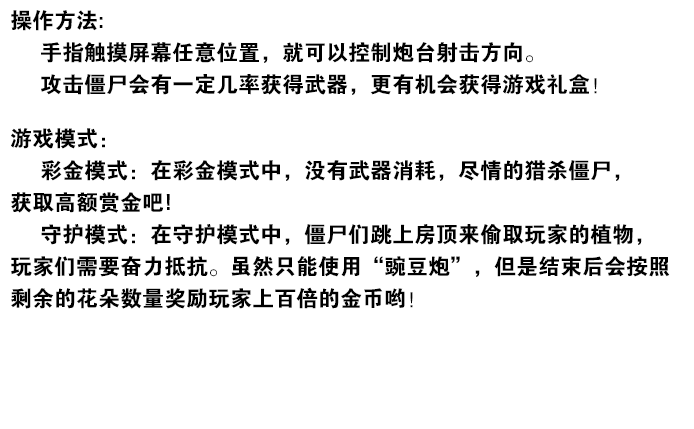 操作方法:
手指触摸屏幕任意位置，就可以控制炮台射击方向。
攻击僵尸会有一定几率获得武器，更有机会获得游戏礼盒！
游戏模式：
彩金模式：在彩金模式中，没有武器消耗，尽情的猎杀僵尸，
获取高额赏金吧!
守护模式：在守护模式中，僵尸们跳上房顶来偷取玩家的植物，
玩家们需要奋力抵抗。虽然只能使用“豌豆炮”，但是结束后会按照
剩余的花朵数量奖励玩家上百倍的金币哟！